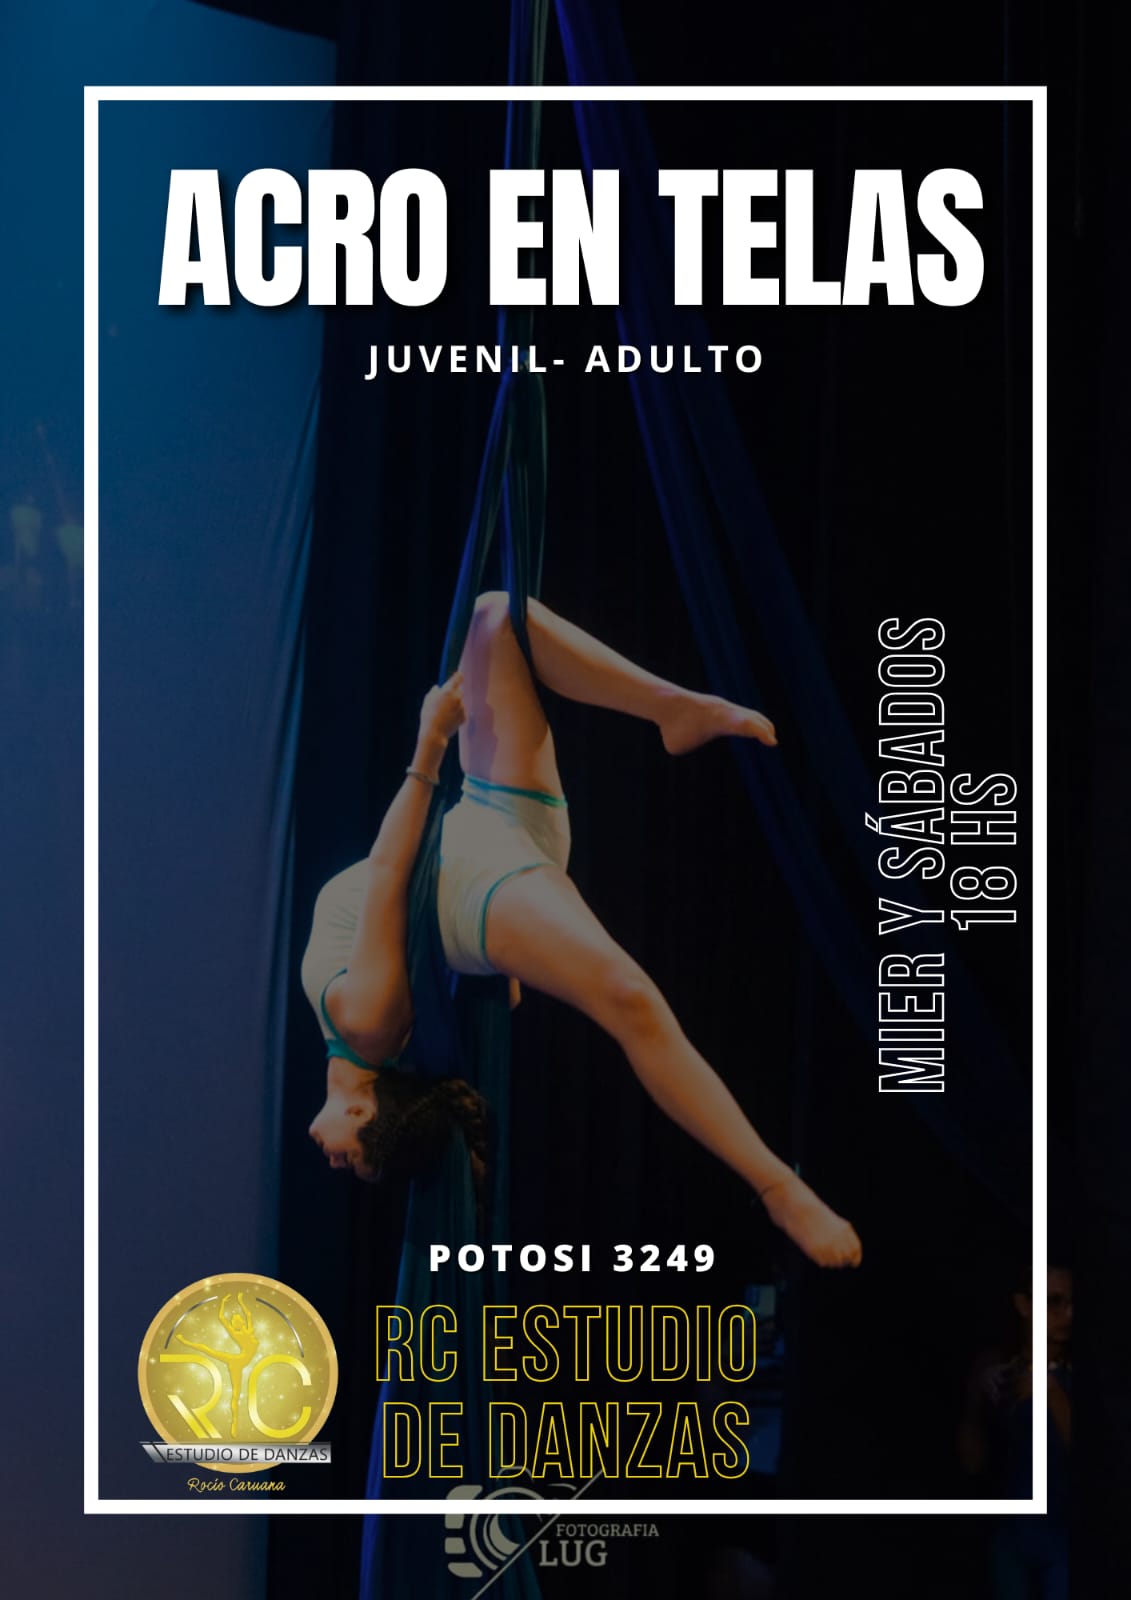 ACRO EN TELAS
JUVENIL- ADULTO
MIER Y SÁBADOS
18 HS
POTOSI 3249
RC ESTUDIO
DE DANZAS
RC
ESTUDIO DE DANZAS
Rocío Caruana
FOTOGRAFIA
LUG